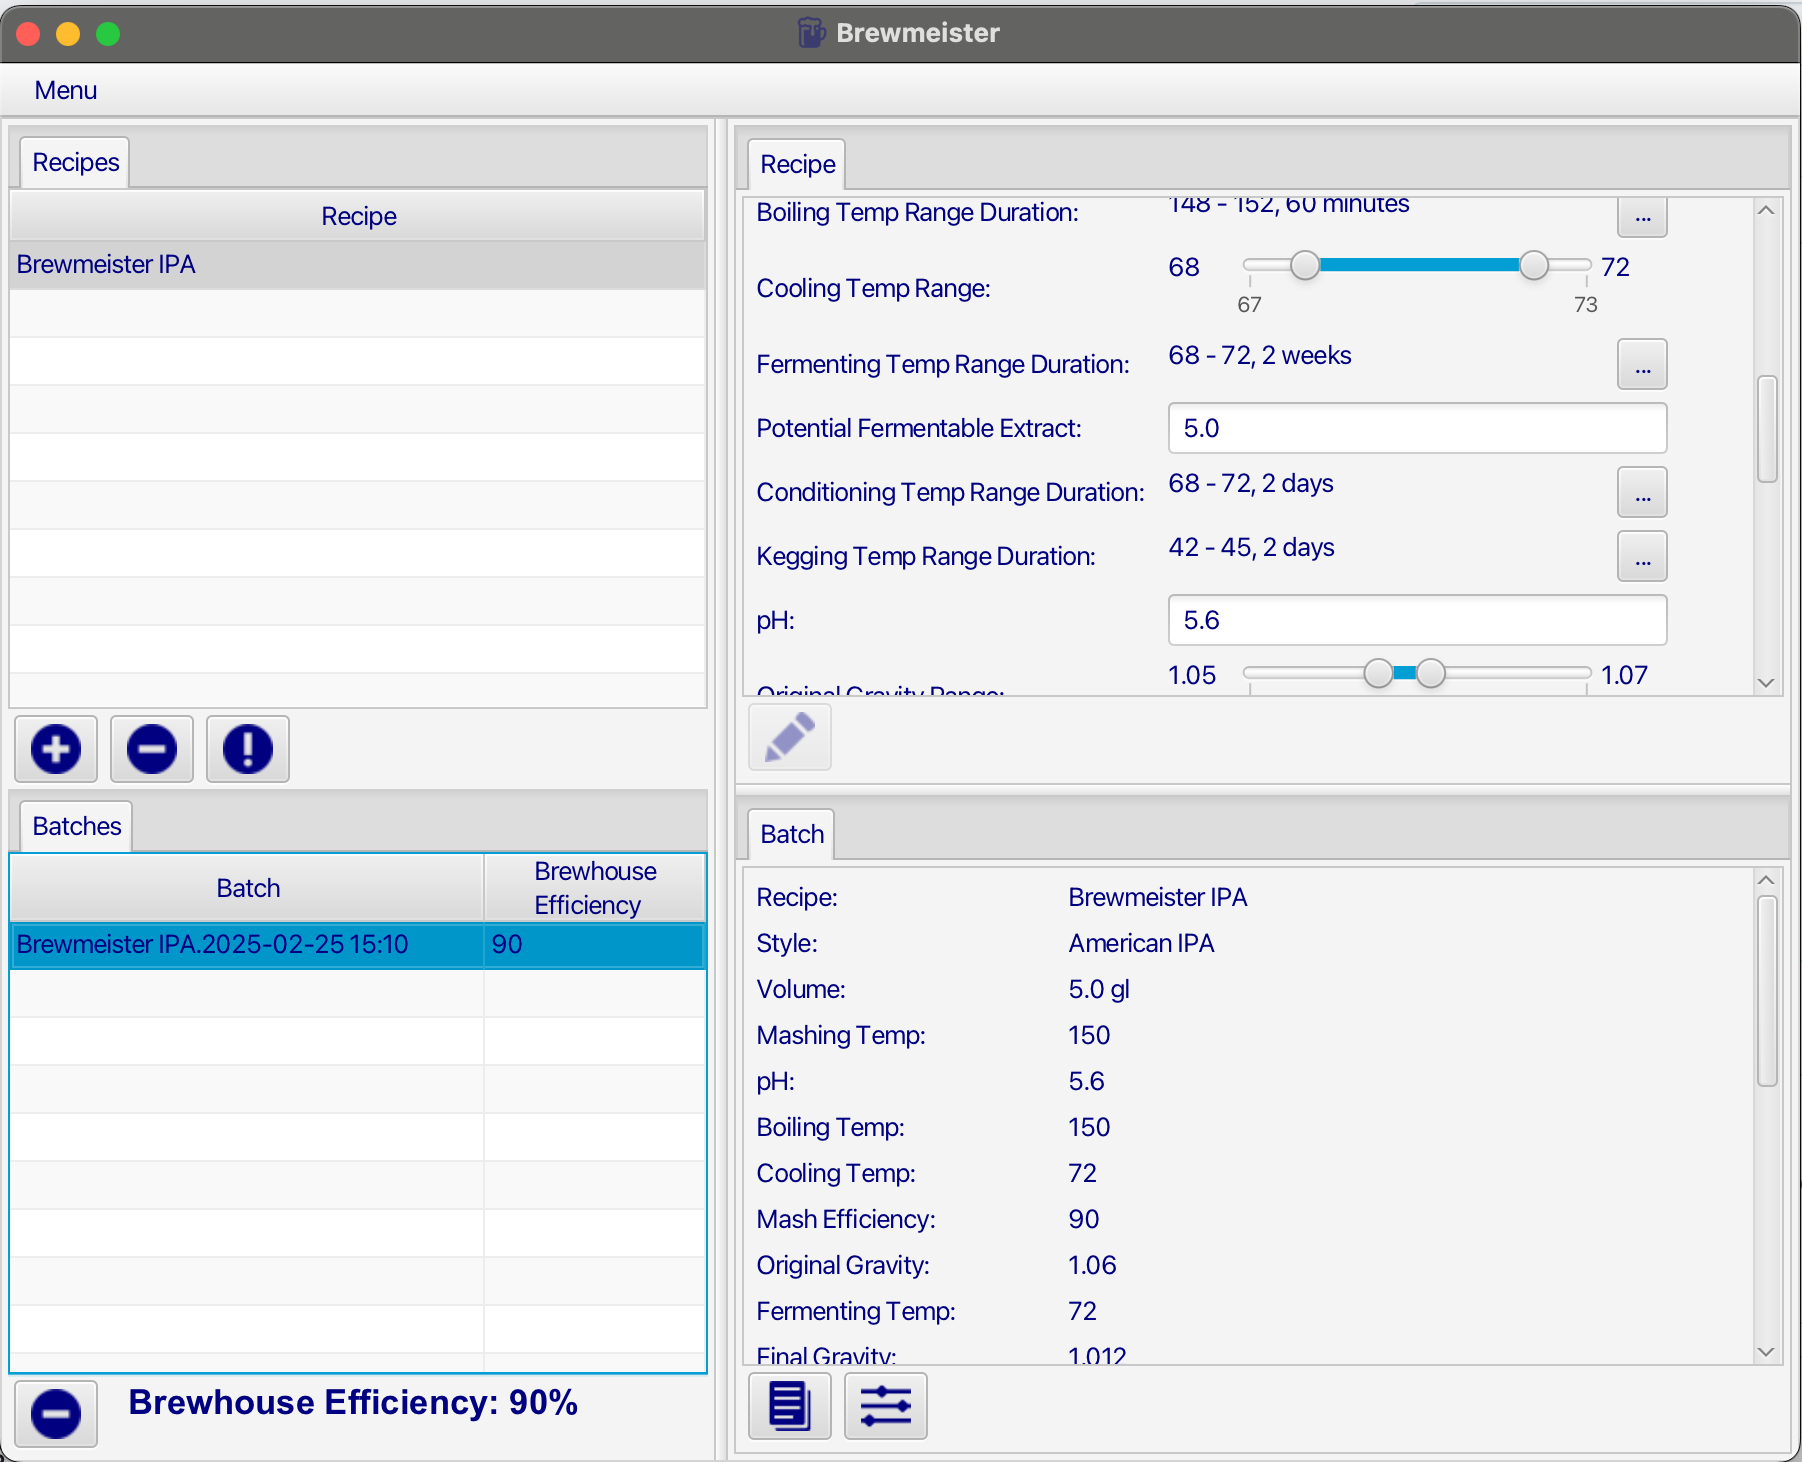 Brewmeister
Menu
Recipes
Recipe
Brewmeister IPA
Batches
Batch
Brewhouse
Efficiency
Brewmeister IPA.2025-02-25 15:10 90
Brewhouse Efficiency: 90%
Recipe
Boiling Temp Range Duration: 148 - 152, 60 minutes ...
Cooling Temp Range: 68 72
67 73
Fermenting Temp Range Duration: 68 - 72, 2 weeks ...
Potential Fermentable Extract: 5.0
Conditioning Temp Range Duration: 68 - 72, 2 days ...
Kegging Temp Range Duration: 42 - 45, 2 days ...
pH: 5.6
Original Gravity Range: 1.05 1.07
Batch
Recipe: Brewmeister IPA
Style: American IPA
Volume: 5.0 gl
Mashing Temp: 150
pH: 5.6
Boiling Temp: 150
Cooling Temp: 72
Mash Efficiency: 90
Original Gravity: 1.06
Fermenting Temp: 72
Final Gravity: 1.012